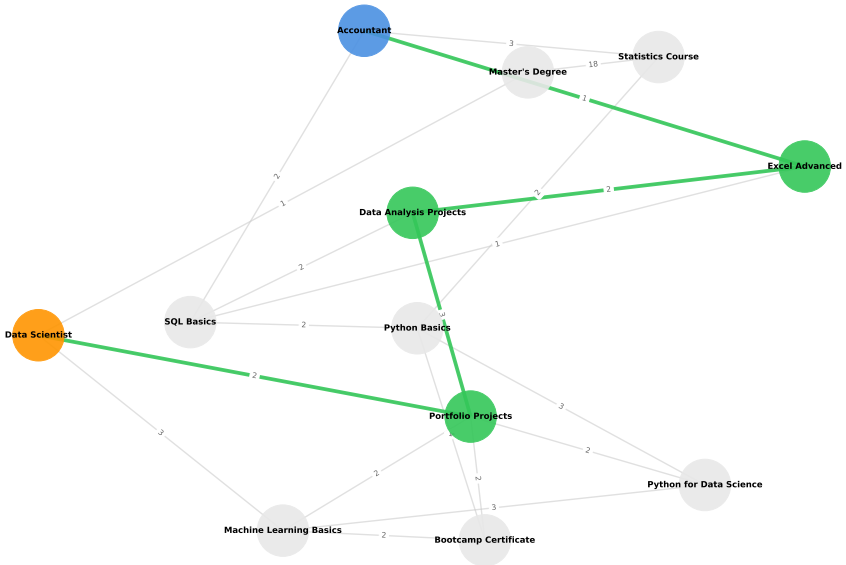 Accountant
3
Statistics Course
Master's Degree
18
1
Excel Advanced
2
2
2
1
Data Analysis Projects
1
2
3
SQL Basics
2
Python Basics
Data Scientist
2
3
Portfolio Projects
3
2
2
2
Python for Data Science
3
Machine Learning Basics
2
Bootcamp Certificate